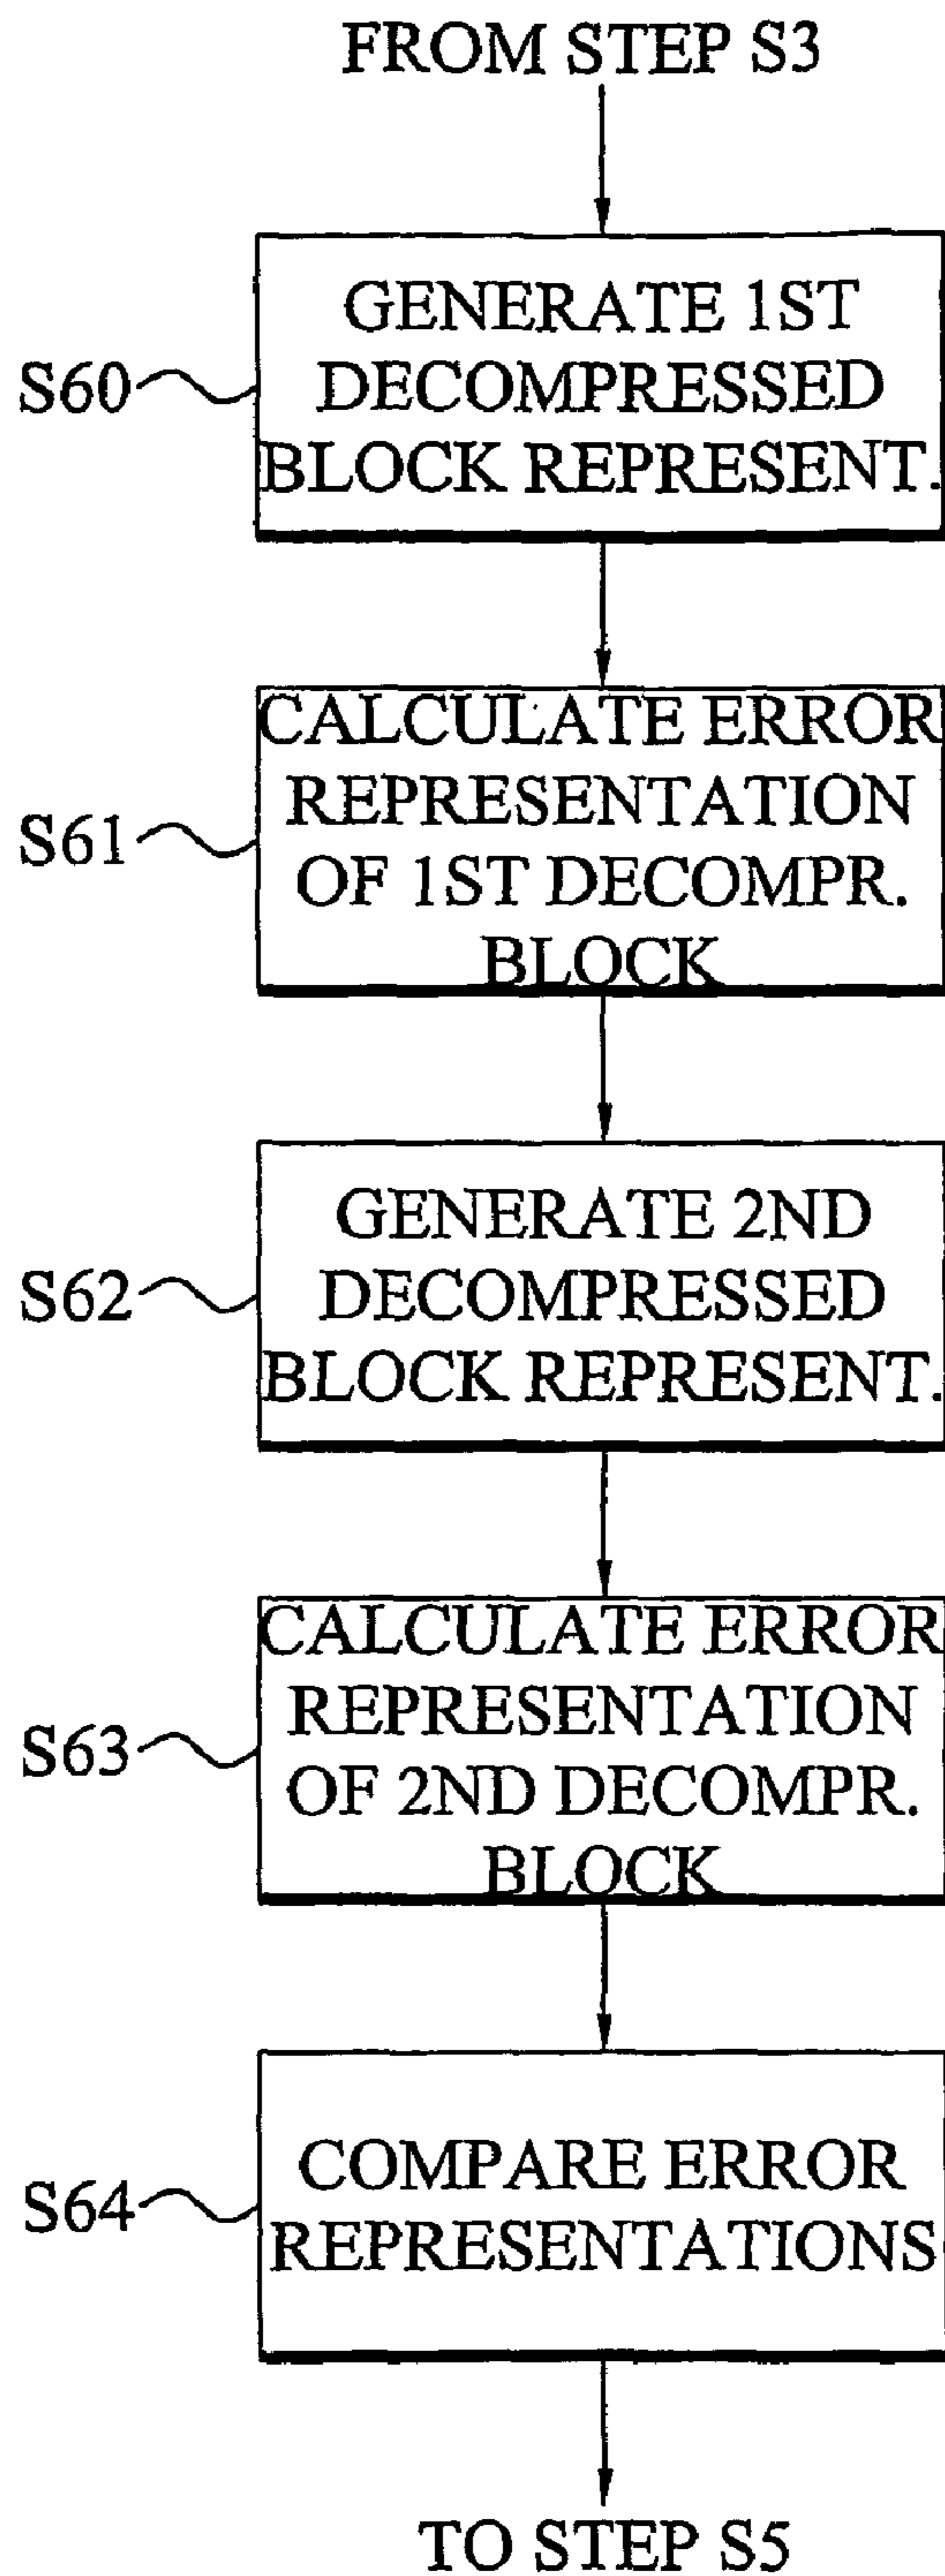 FROM STEP S3
GENERATE 1ST
DECOMPRESSED
BLOCK REPRESENT.
S60
CALCULATE ERROR
REPRESENTATION
OF 1ST DECOMPR.
BLOCK
S61
GENERATE 2ND
DECOMPRESSED
BLOCK REPRESENT.
S62
CALCULATE ERROR
REPRESENTATION
OF 2ND DECOMPR.
BLOCK
S63
COMPARE ERROR
REPRESENTATIONS
S64
TO STEP S5